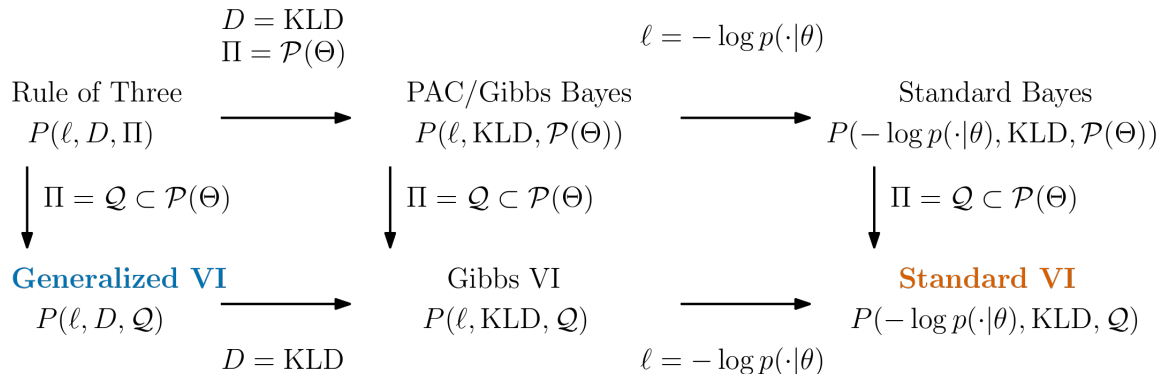 D = KLD
Π = 𝒫(Θ)
ℓ = − log p(·|θ)
Rule of Three
PAC/Gibbs Bayes
Standard Bayes
P(ℓ, D, Π)
P(ℓ, KLD, 𝒫(Θ))
P(− log p(·|θ), KLD, 𝒫(Θ))
Π = 𝒬 ⊂ 𝒫(Θ)
Π = 𝒬 ⊂ 𝒫(Θ)
Π = 𝒬 ⊂ 𝒫(Θ)
Generalized VI
Gibbs VI
Standard VI
P(ℓ, D, 𝒬)
P(ℓ, KLD, 𝒬)
P(− log p(·|θ), KLD, 𝒬)
D = KLD
ℓ = − log p(·|θ)